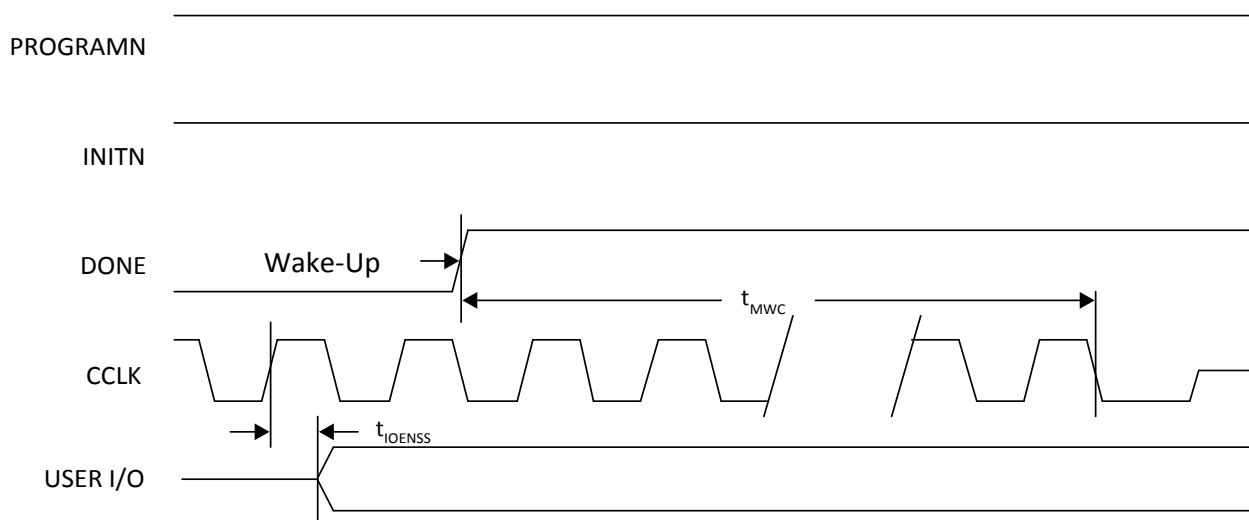 PROGRAMN
INITN
DONE
Wake-Up
tMWC
CCLK
tIOENSS
USER I/O